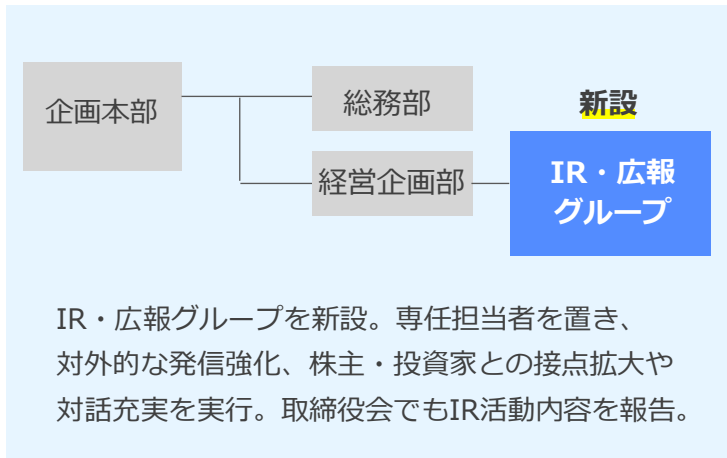 企画本部
総務部
経営企画部
新設
IR・広報
グループ
IR・広報グループを新設。専任担当者を置き、
対外的な発信強化、株主・投資家との接点拡大や
対話充実を実行。取締役会でもIR活動内容を報告。